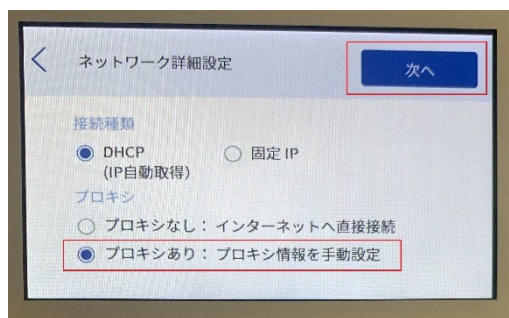 ネットワーク詳細設定
次へ
接続種類
DHCP
(IP自動取得)
固定 IP
プロキシ
プロキシなし： インターネットへ直接接続
プロキシあり： プロキシ情報を手動設定